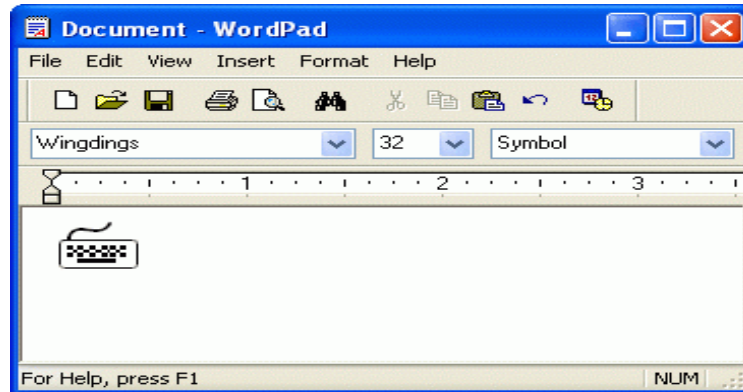 Document - WordPad
File Edit View Insert Format Help
Wingdings 32 Symbol
1 2 3
For Help, press F1 NUM